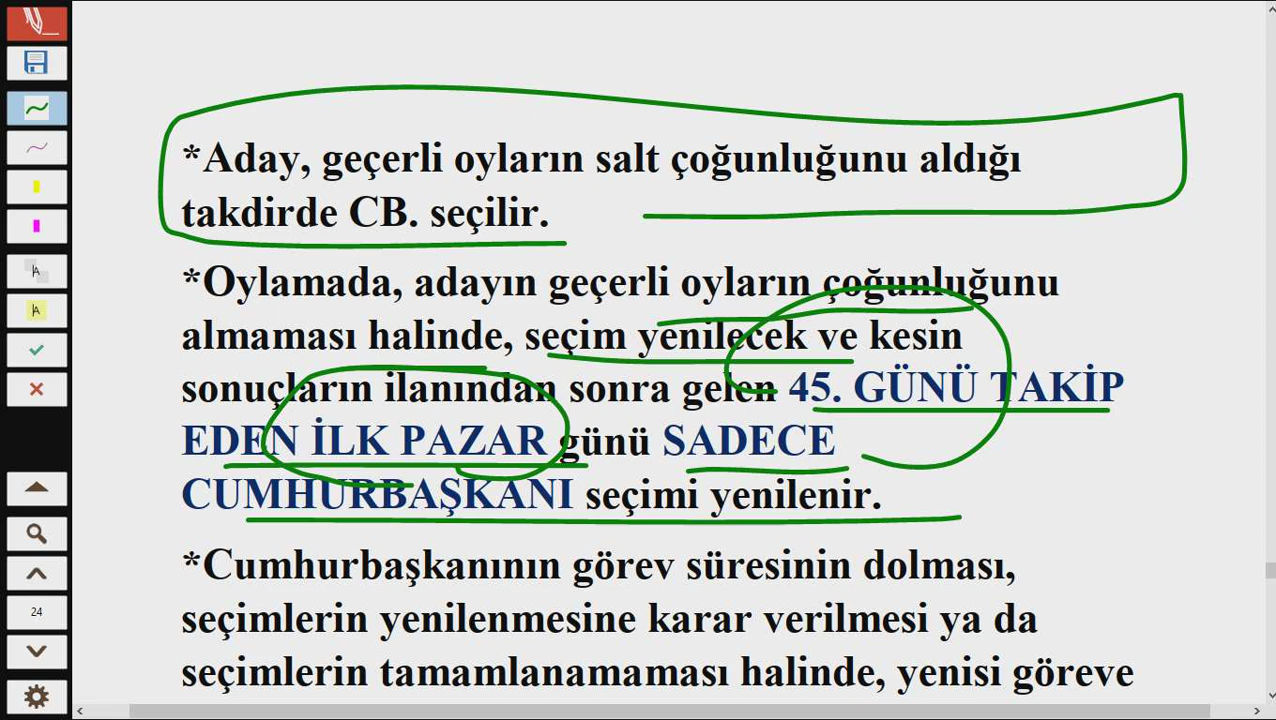 *Aday, geçerli oyların salt çoğunluğunu aldığı
takdirde CB. seçilir.
*Oylamada, adayın geçerli oyların çoğunluğunu
almaması halinde, seçim yenilecek ve kesin
sonuçların ilanından sonra gelen 45. GÜNÜ TAKİP
EDEN İLK PAZAR günü SADECE
CUMHURBAŞKANI seçimi yenilenir.
*Cumhurbaşkanının görev süresinin dolması,
seçimlerin yenilenmesine karar verilmesi ya da
seçimlerin tamamlanamaması halinde, yenisi göreve
24